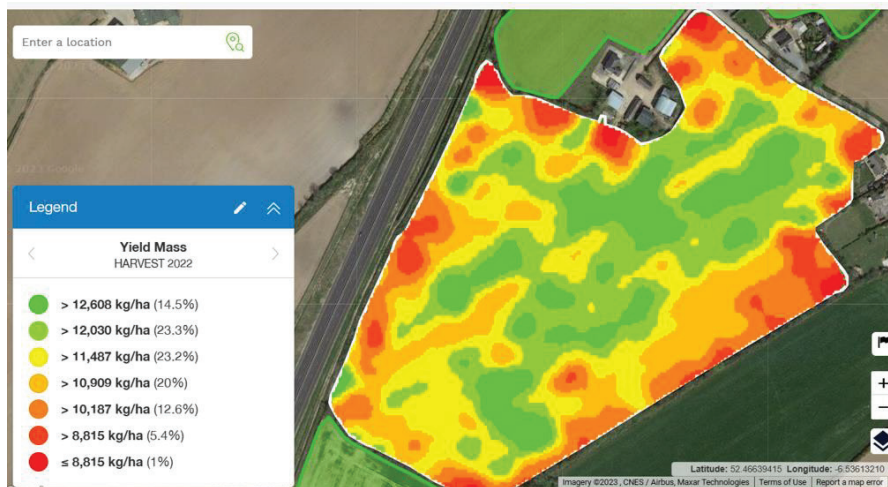 Enter a location
2023 Google
Legend
Yield Mass
HARVEST 2022
> 12,608 kg/ha (14.5%)
> 12,030 kg/ha (23.3%)
> 11,487 kg/ha (23.2%)
> 10,909 kg/ha (20%)
> 10,187 kg/ha (12.6%)
> 8,815 kg/ha (5.4%)
≤ 8,815 kg/ha (1%)
+
−
Latitude: 52.46639415 Longitude: -6.53613210
Imagery ©2023 , CNES / Airbus, Maxar Technologies Terms of Use Report a map error